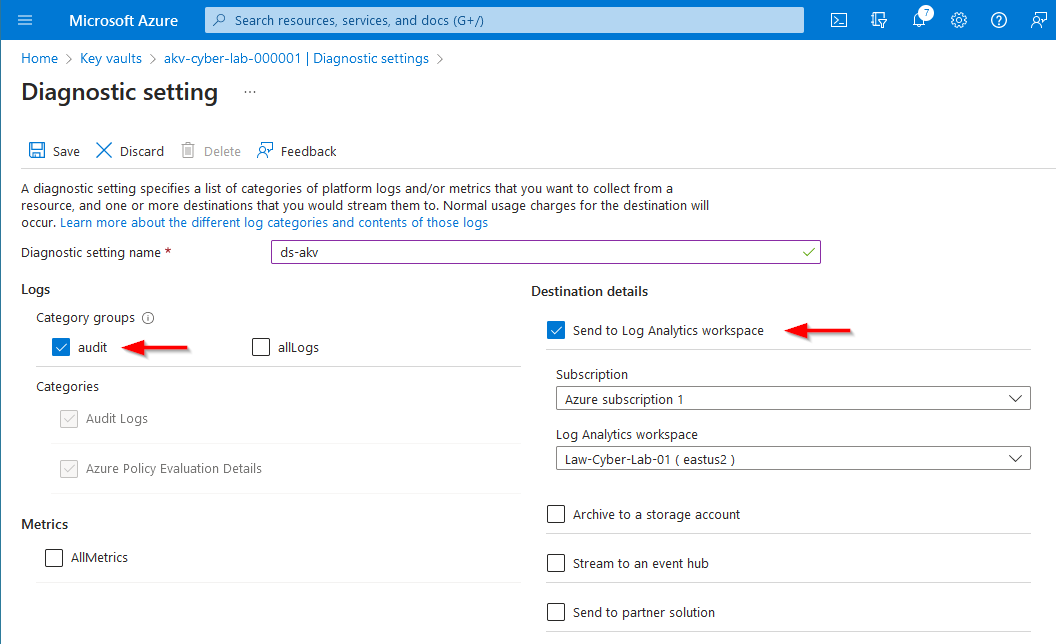 Microsoft Azure
Search resources, services, and docs (G+/)
7
Home > Key vaults > akv-cyber-lab-000001 | Diagnostic settings >
Diagnostic setting ...
Save Discard Delete Feedback
A diagnostic setting specifies a list of categories of platform logs and/or metrics that you want to collect from a
resource, and one or more destinations that you would stream them to. Normal usage charges for the destination will
occur. Learn more about the different log categories and contents of those logs
Diagnostic setting name *
ds-akv
Logs
Category groups
audit
allLogs
Categories
Audit Logs
Azure Policy Evaluation Details
Metrics
AllMetrics
Destination details
Send to Log Analytics workspace
Subscription
Azure subscription 1
Log Analytics workspace
Law-Cyber-Lab-01 ( eastus2 )
Archive to a storage account
Stream to an event hub
Send to partner solution